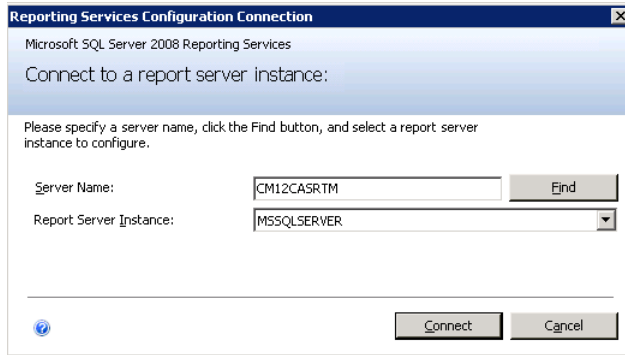 Reporting Services Configuration Connection
Microsoft SQL Server 2008 Reporting Services
Connect to a report server instance:
Please specify a server name, click the Find button, and select a report server
instance to configure.
Server Name:
CM12CASRTM
Find
Report Server Instance:
MSSQLSERVER
Connect
Cancel